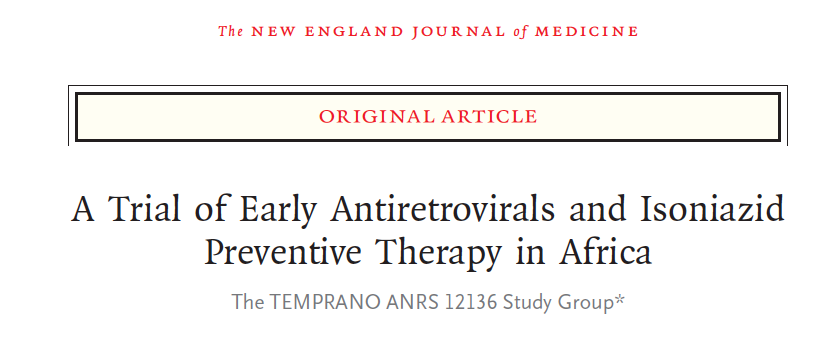 The NEW ENGLAND JOURNAL of MEDICINE
ORIGINAL ARTICLE
A Trial of Early Antiretrovirals and Isoniazid
Preventive Therapy in Africa
The TEMPRANO ANRS 12136 Study Group*